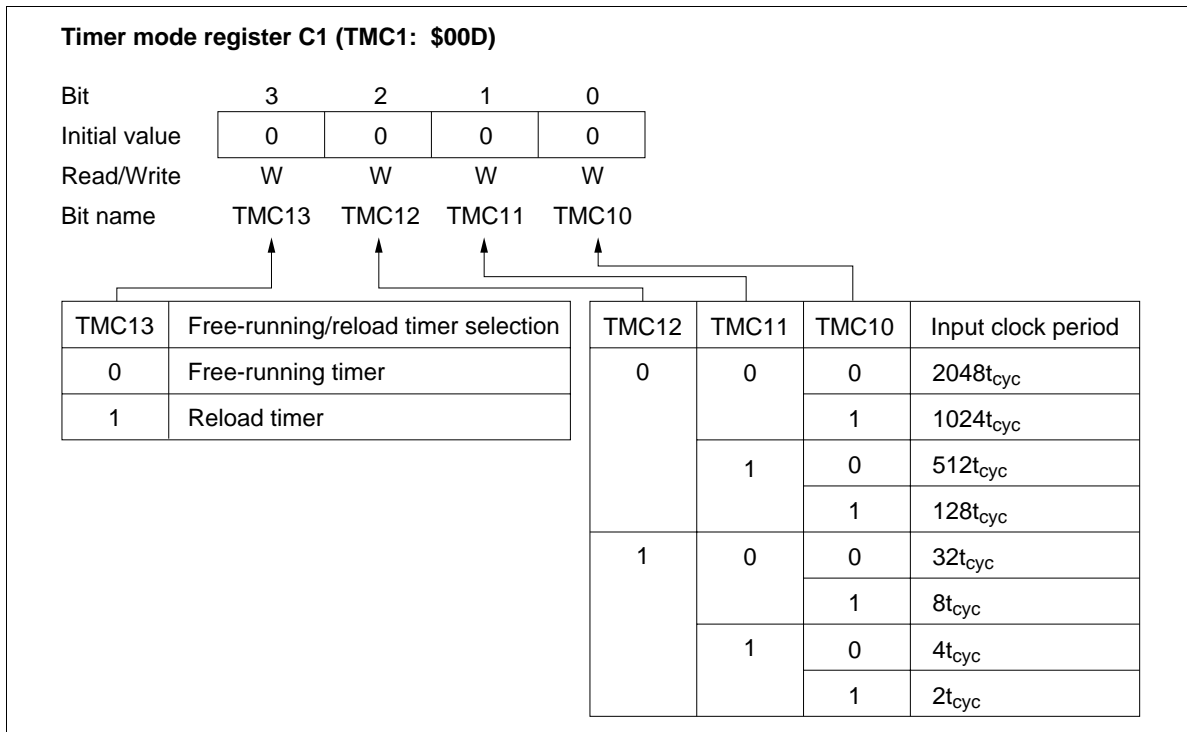 Timer mode register C1 (TMC1: $00D)
Bit 3 2 1 0
Initial value 0 0 0 0
Read/Write W W W W
Bit name TMC13 TMC12 TMC11 TMC10
TMC13 Free-running/reload timer selection
0 Free-running timer
1 Reload timer
TMC12 TMC11 TMC10 Input clock period
0 0 0 2048tcyc
1 1024tcyc
1 0 512tcyc
1 128tcyc
1 0 0 32tcyc
1 8tcyc
1 0 4tcyc
1 2tcyc